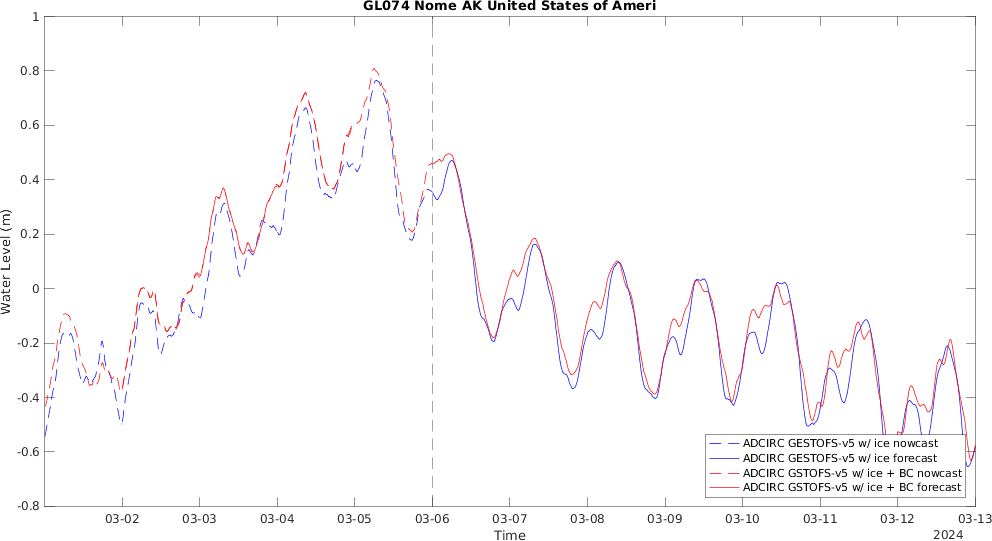 GL074 Nome AK United States of Ameri
1
0.8
0.6
0.4
0.2
0
-0.2
-0.4
-0.6
-0.8
Water Level (m)
03-02 03-03 03-04 03-05 03-06 03-07 03-08 03-09 03-10 03-11 03-12 03-13
Time
2024
ADCIRC GESTOFS-v5 w/ ice nowcast
ADCIRC GESTOFS-v5 w/ ice forecast
ADCIRC GSTOFS-v5 w/ ice + BC nowcast
ADCIRC GSTOFS-v5 w/ ice + BC forecast